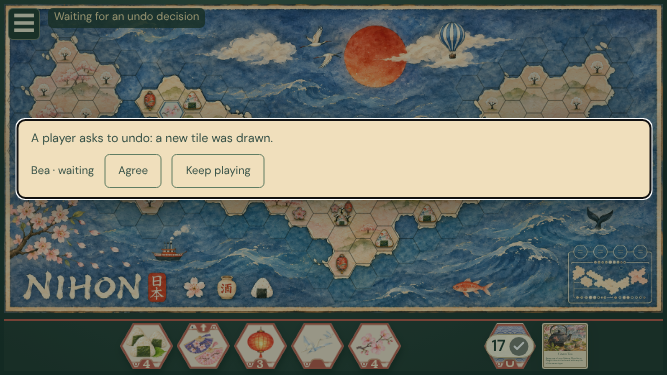 Waiting for an undo decision
A player asks to undo: a new tile was drawn.
Bea · waiting
Agree
Keep playing
NIHON
日本
酒
4
3
4
17